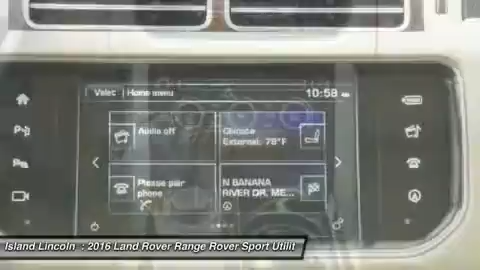 Valet Home menu 10:58
Audio off
Climate
External: 78°F
Please pair
phone
N BANANA
RIVER DR, ME...
Island Lincoln : 2016 Land Rover Range Rover Sport Utilit